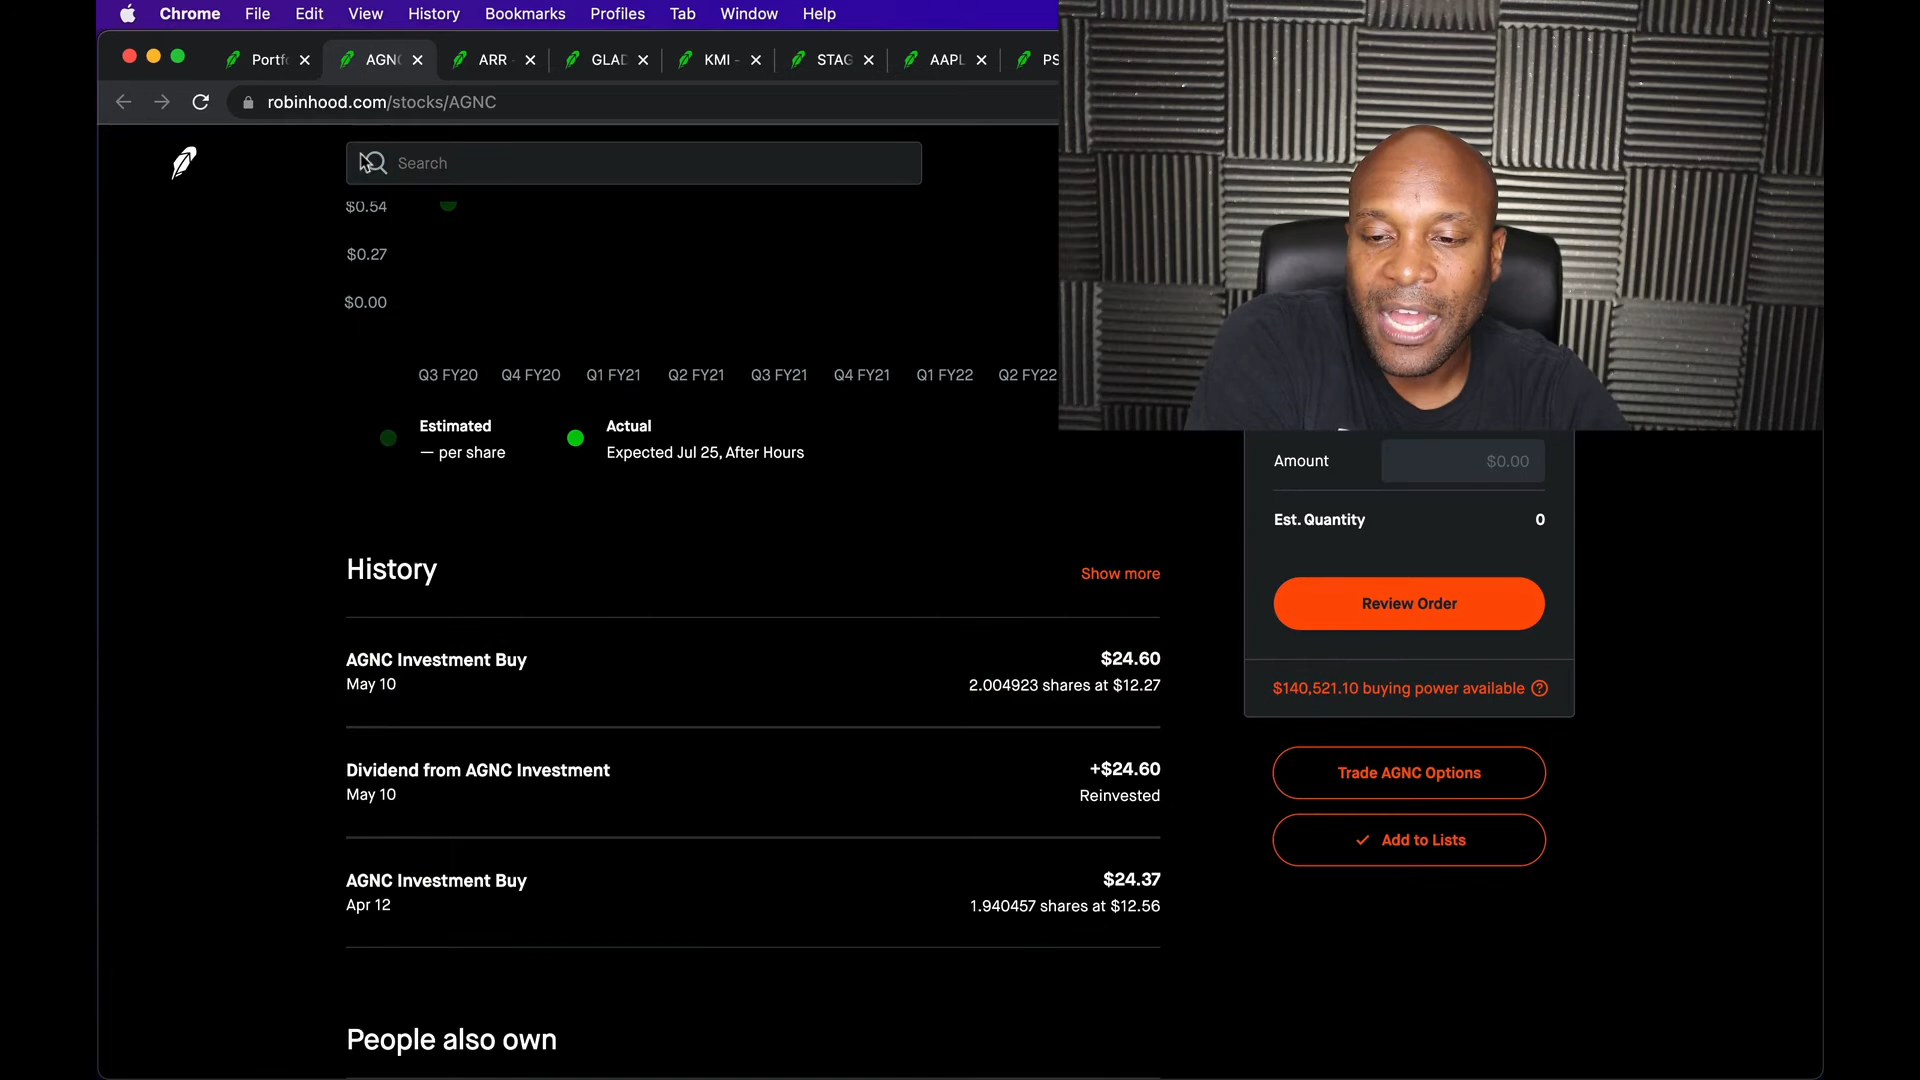 Chrome File Edit View History Bookmarks Profiles Tab Window Help
Portfo AGNC ARR GLAD KMI - STAG AAPL PS
robinhood.com/stocks/AGNC
Search
$0.54
$0.27
$0.00
Q3 FY20 Q4 FY20 Q1 FY21 Q2 FY21 Q3 FY21 Q4 FY21 Q1 FY22 Q2 FY22
Estimated
— per share
Actual
Expected Jul 25, After Hours
History
Show more
AGNC Investment Buy
$24.60
May 10
2.004923 shares at $12.27
Dividend from AGNC Investment
+$24.60
May 10
Reinvested
AGNC Investment Buy
$24.37
Apr 12
1.940457 shares at $12.56
People also own
Amount
$0.00
Est. Quantity
0
Review Order
$140,521.10 buying power available
Trade AGNC Options
Add to Lists